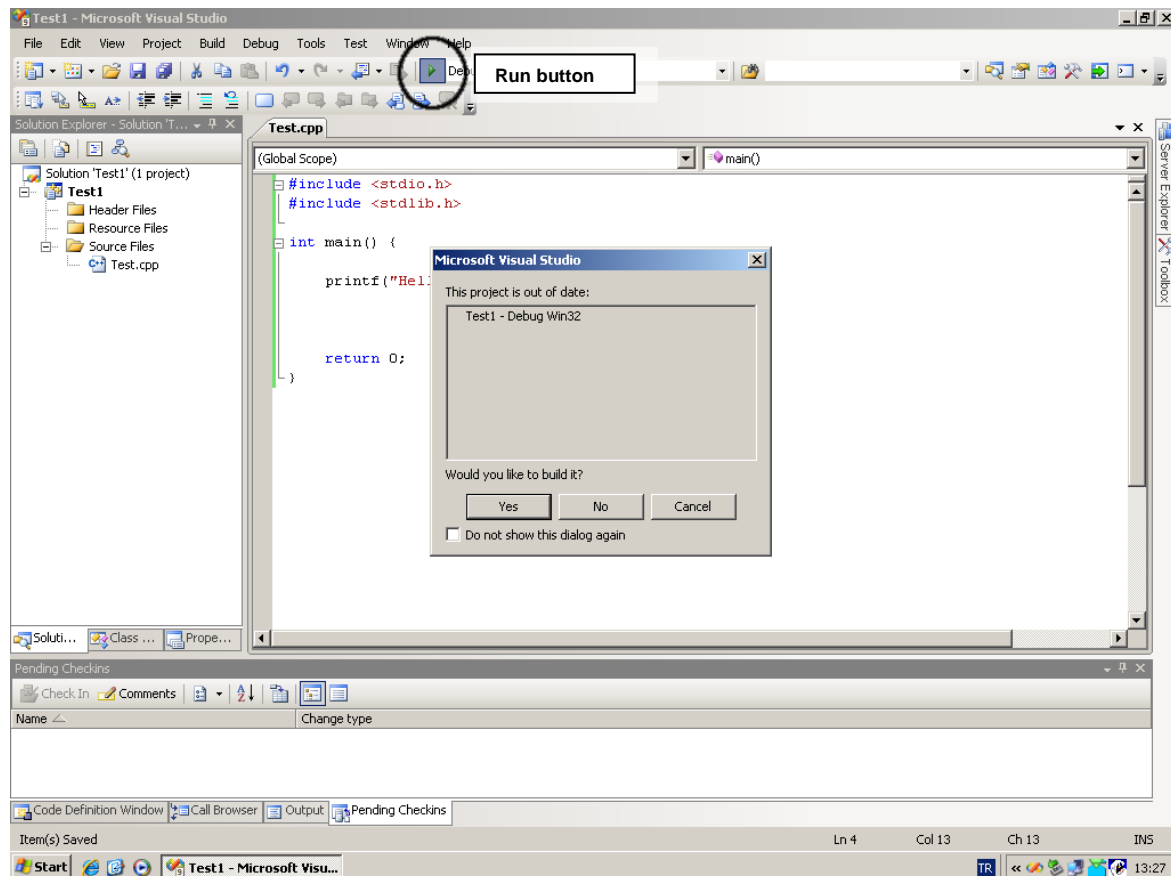 Test1 - Microsoft Visual Studio
File Edit View Project Build Debug Tools Test Window Help
Run button
Solution Explorer - Solution 'T...
Test.cpp
(Global Scope)
main()
Solution 'Test1' (1 project)
Test1
Header Files
Resource Files
Source Files
Test.cpp
#include <stdio.h>
#include <stdlib.h>
int main() {
printf("Hel
return 0;
}
Microsoft Visual Studio
This project is out of date:
Test1 - Debug Win32
Would you like to build it?
Yes No Cancel
Do not show this dialog again
Server Explorer
Toolbox
Soluti... Class ... Prope...
Pending Checkins
Check In Comments
Name Change type
Code Definition Window Call Browser Output Pending Checkins
Item(s) Saved Ln 4 Col 13 Ch 13 INS
Start Test1 - Microsoft Visu... TR 13:27